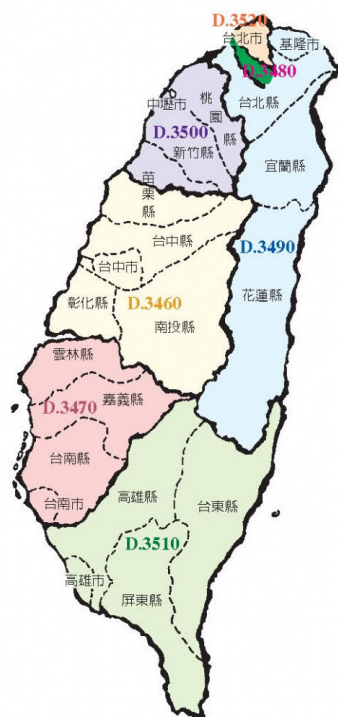 D.3520
台北市
基隆市
D.3480
台北縣
中壢市
桃園縣
D.3500
新竹縣
宜蘭縣
苗栗縣
台中縣
D.3490
台中市
花蓮縣
彰化縣
D.3460
南投縣
雲林縣
嘉義縣
D.3470
台南縣
台南市
高雄縣
台東縣
D.3510
高雄市
屏東縣